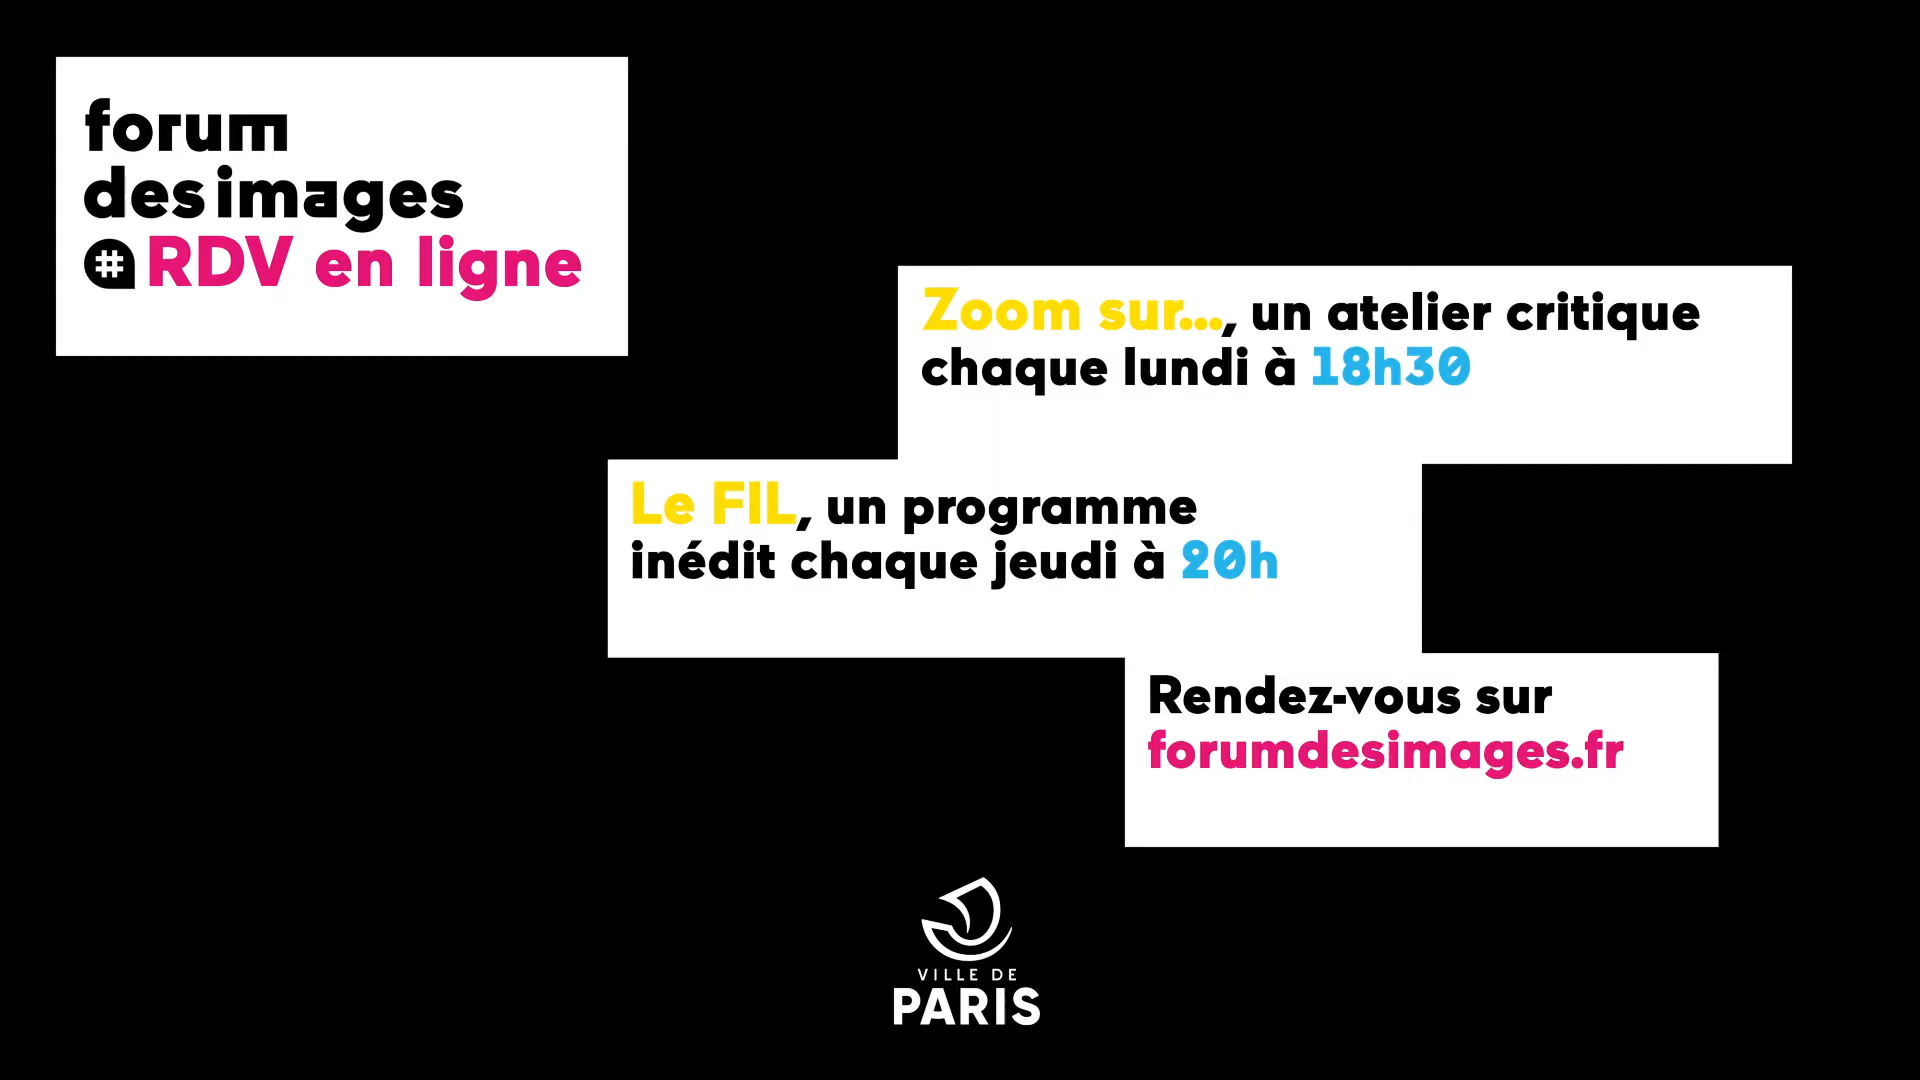 forum
des images
# RDV en ligne
Zoom sur..., un atelier critique
chaque lundi à 18h30
Le FIL, un programme
inédit chaque jeudi à 20h
Rendez-vous sur
forumdesimages.fr
VILLE DE
PARIS